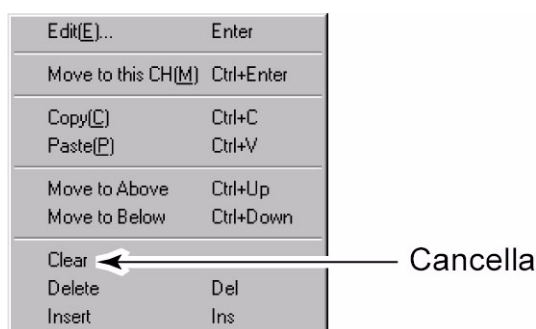 Edit(E)... Enter
Move to this CH(M) Ctrl+Enter
Copy(C) Ctrl+C
Paste(P) Ctrl+V
Move to Above Ctrl+Up
Move to Below Ctrl+Down
Clear Cancella
Delete Del
Insert Ins